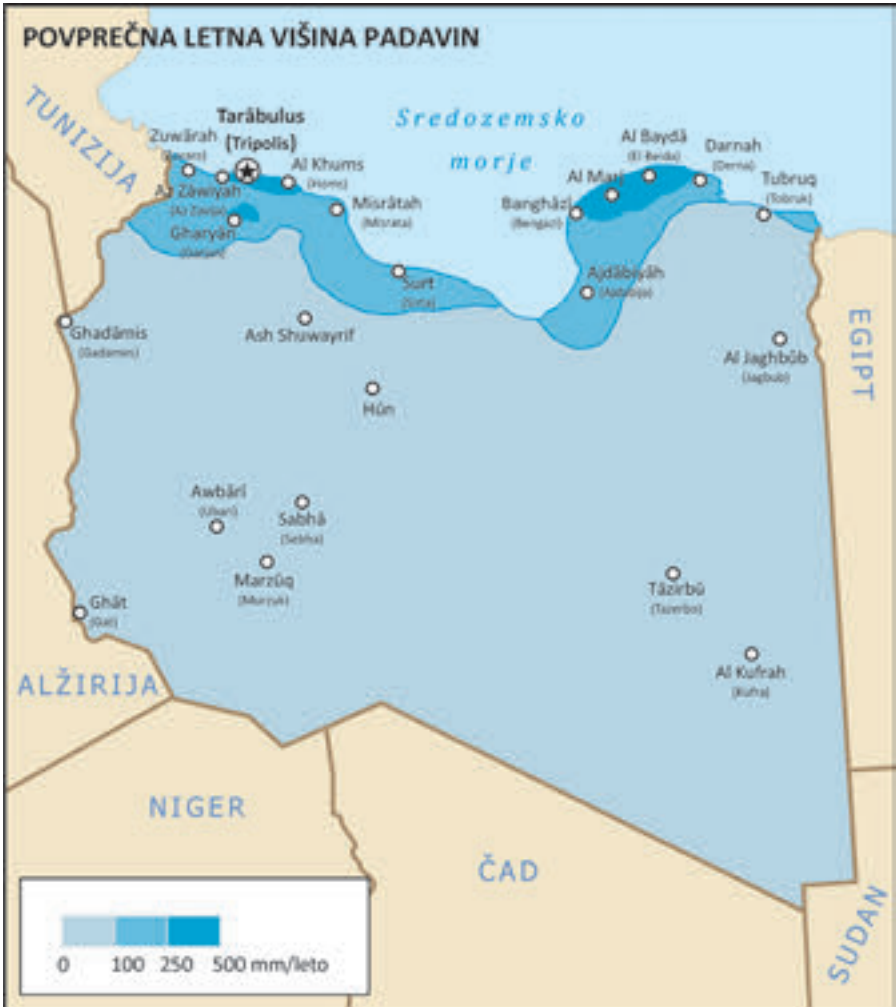 POVPREČNA LETNA VIŠINA PADAVIN
TUNIZIJA
Sredozemsko
morje
Zuwārah
Tarābulus
(Tripolis)
Al Khums
(Homs)
Az Zāwiyah
(Az Zavija)
Misrātah
(Misrata)
Gharyān
Surt
(Sirta)
Banghāzī
(Bengazi)
Al Marj
Al Baydā
(El Beida)
Darnah
(Derna)
Tubruq
(Tobruk)
Ajdābiyāh
Ghadāmis
Ash Shuwayrif
Al Jaghbūb
(Jagbub)
EGIPT
Hūn
Awbārī
(Ubari)
Sabhā
(Sebha)
Marzūq
(Murzuk)
Ghāt
(Gat)
Tāzirbū
(Tazerbo)
Al Kufrah
(Kufra)
ALŽIRIJA
NIGER
ČAD
SUDAN
0 100 250 500 mm/leto